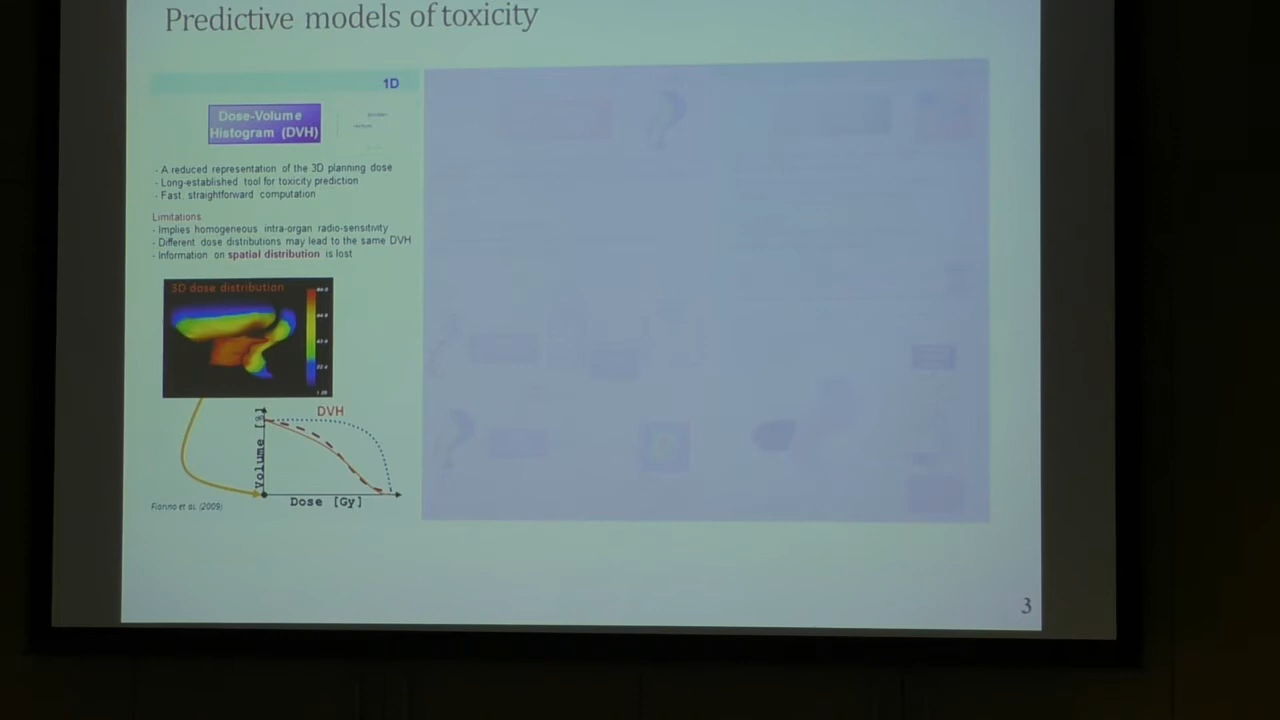 Predictive models of toxicity
1D
Dose-Volume
Histogram (DVH)
- A reduced representation of the 3D planning dose
- Long-established tool for toxicity prediction
- Fast, straightforward computation
Limitations
- Implies homogeneous intra-organ radio-sensitivity
- Different dose distributions may lead to the same DVH
- Information on spatial distribution is lost
3D dose distribution
DVH
Volume [%]
Dose [Gy]
Fiorino et al. (2009)
3